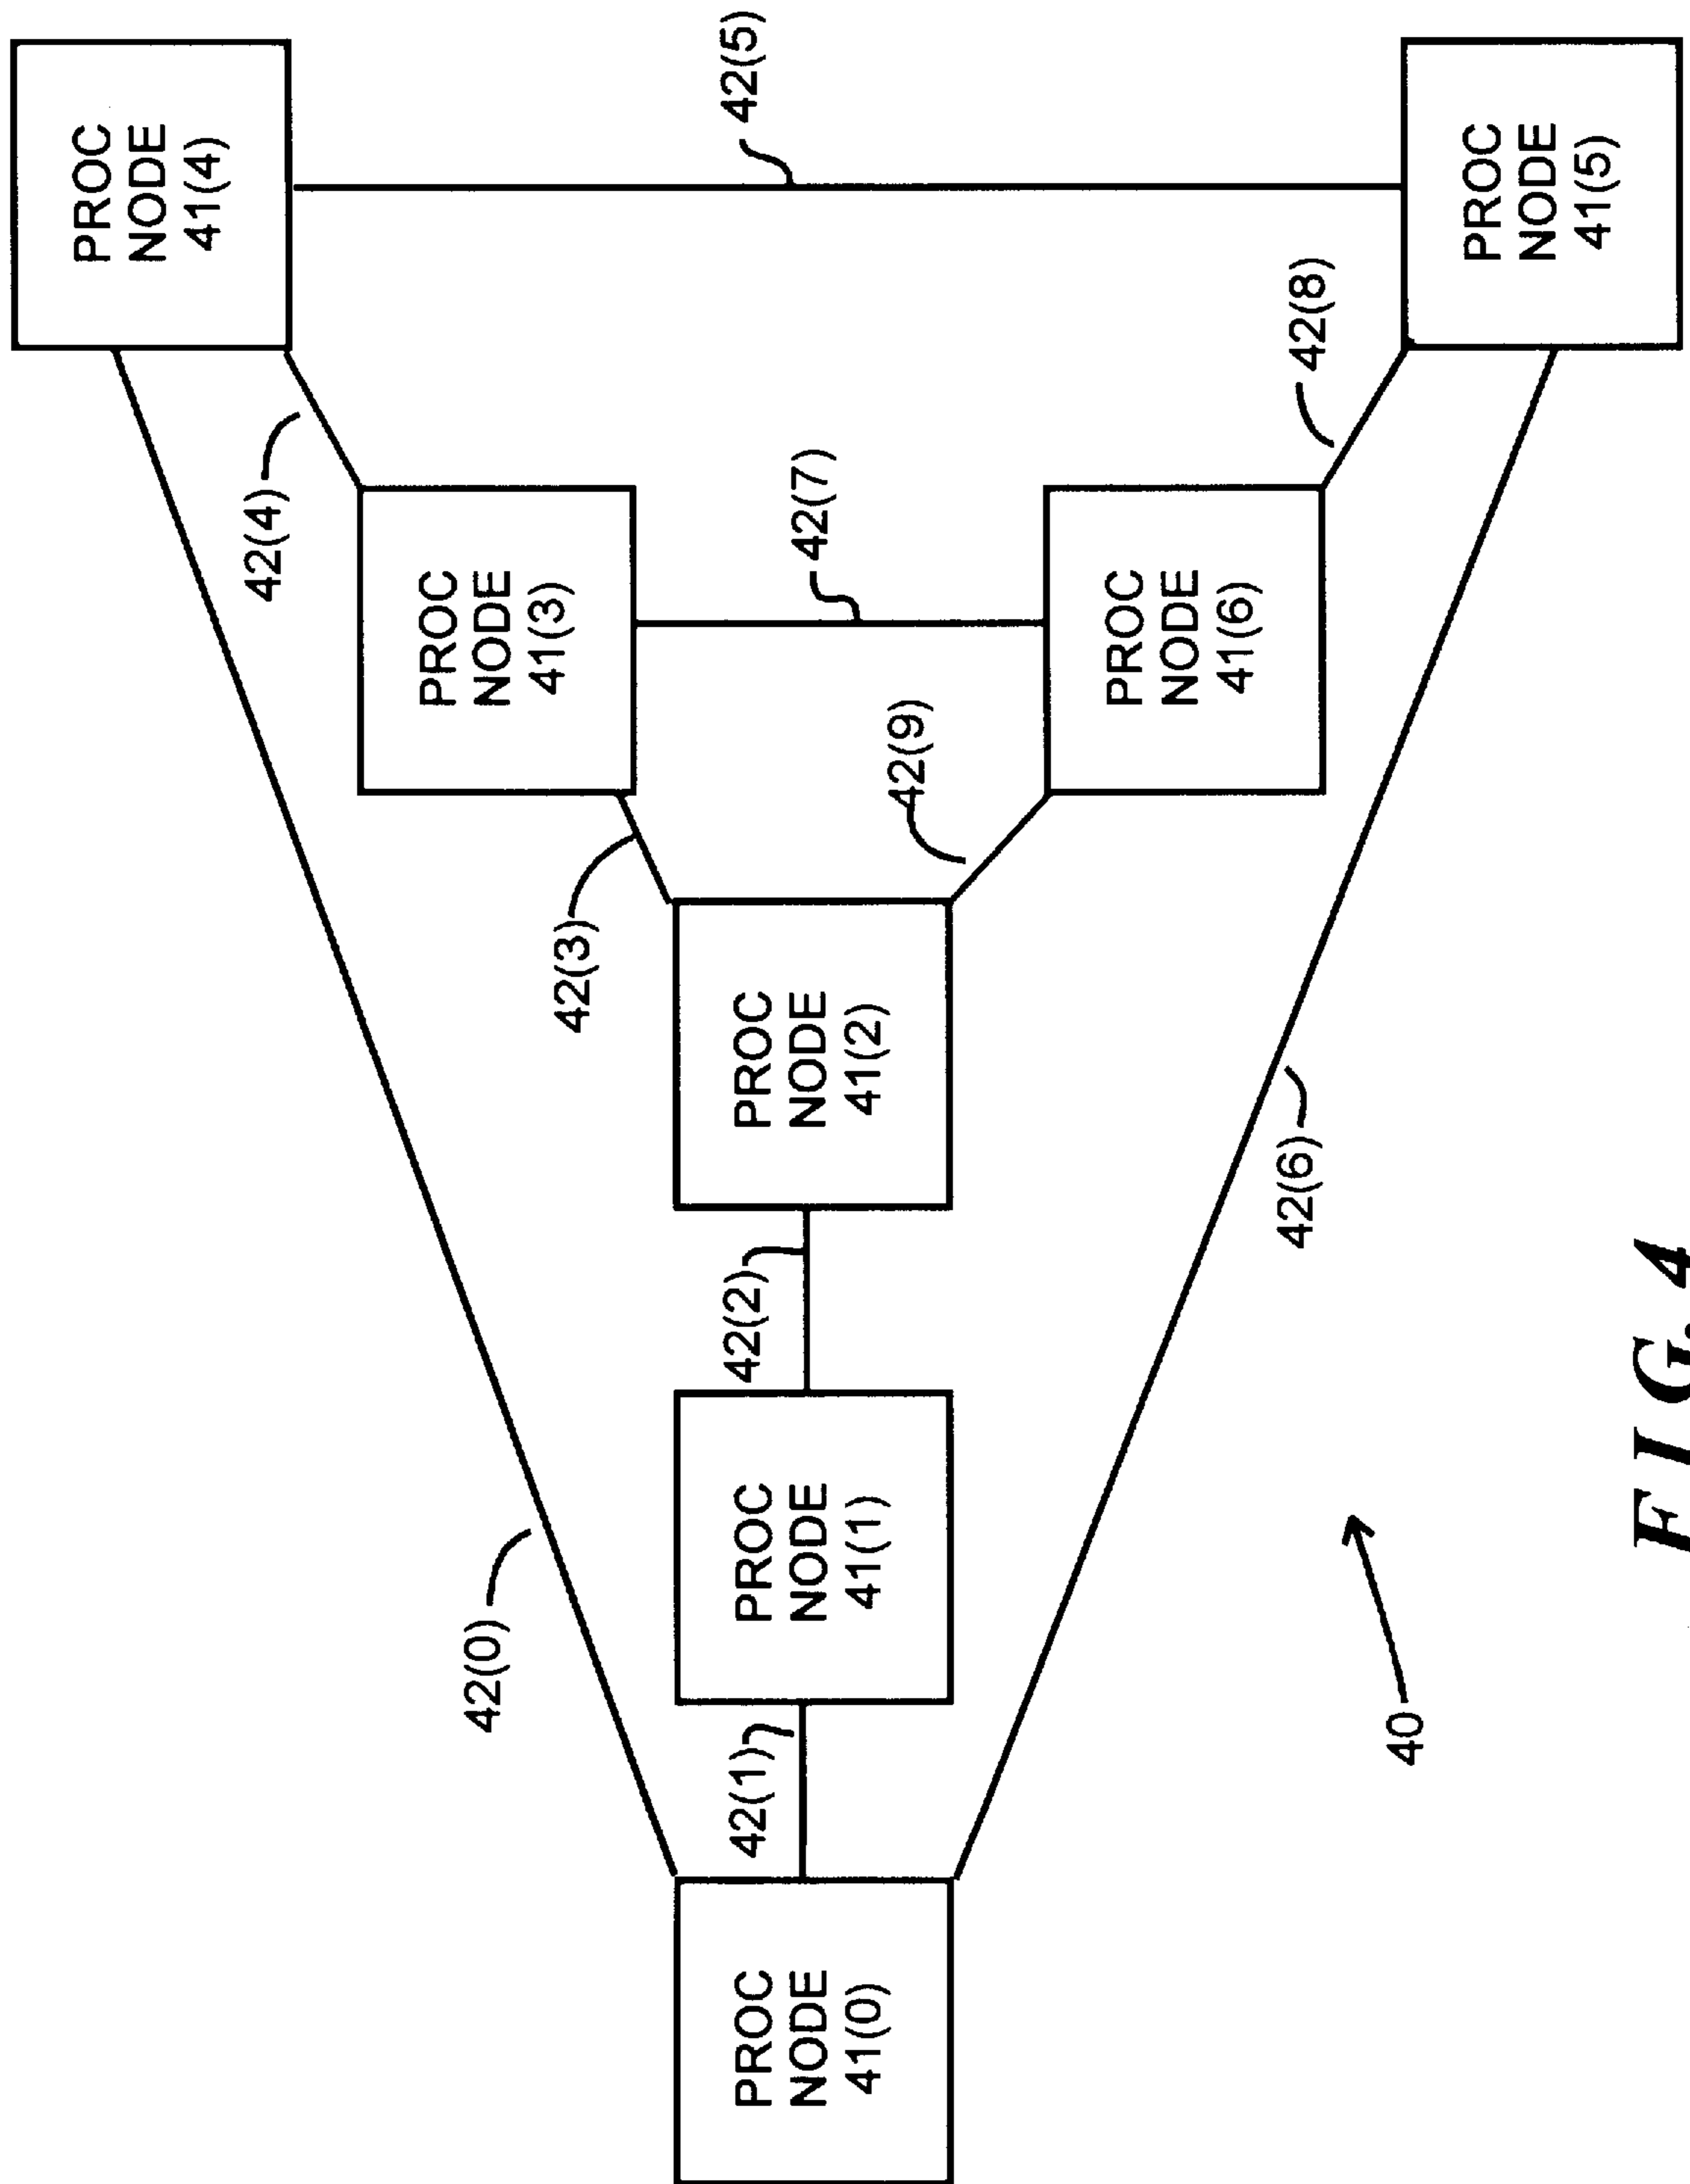 PROC
NODE
41(0)
42(1)
PROC
NODE
41(1)
42(2)
PROC
NODE
41(2)
42(0)
42(3)
42(9)
42(6)
PROC
NODE
41(3)
42(7)
PROC
NODE
41(6)
42(4)
42(8)
PROC
NODE
41(4)
42(5)
PROC
NODE
41(5)
40
FIG. 4